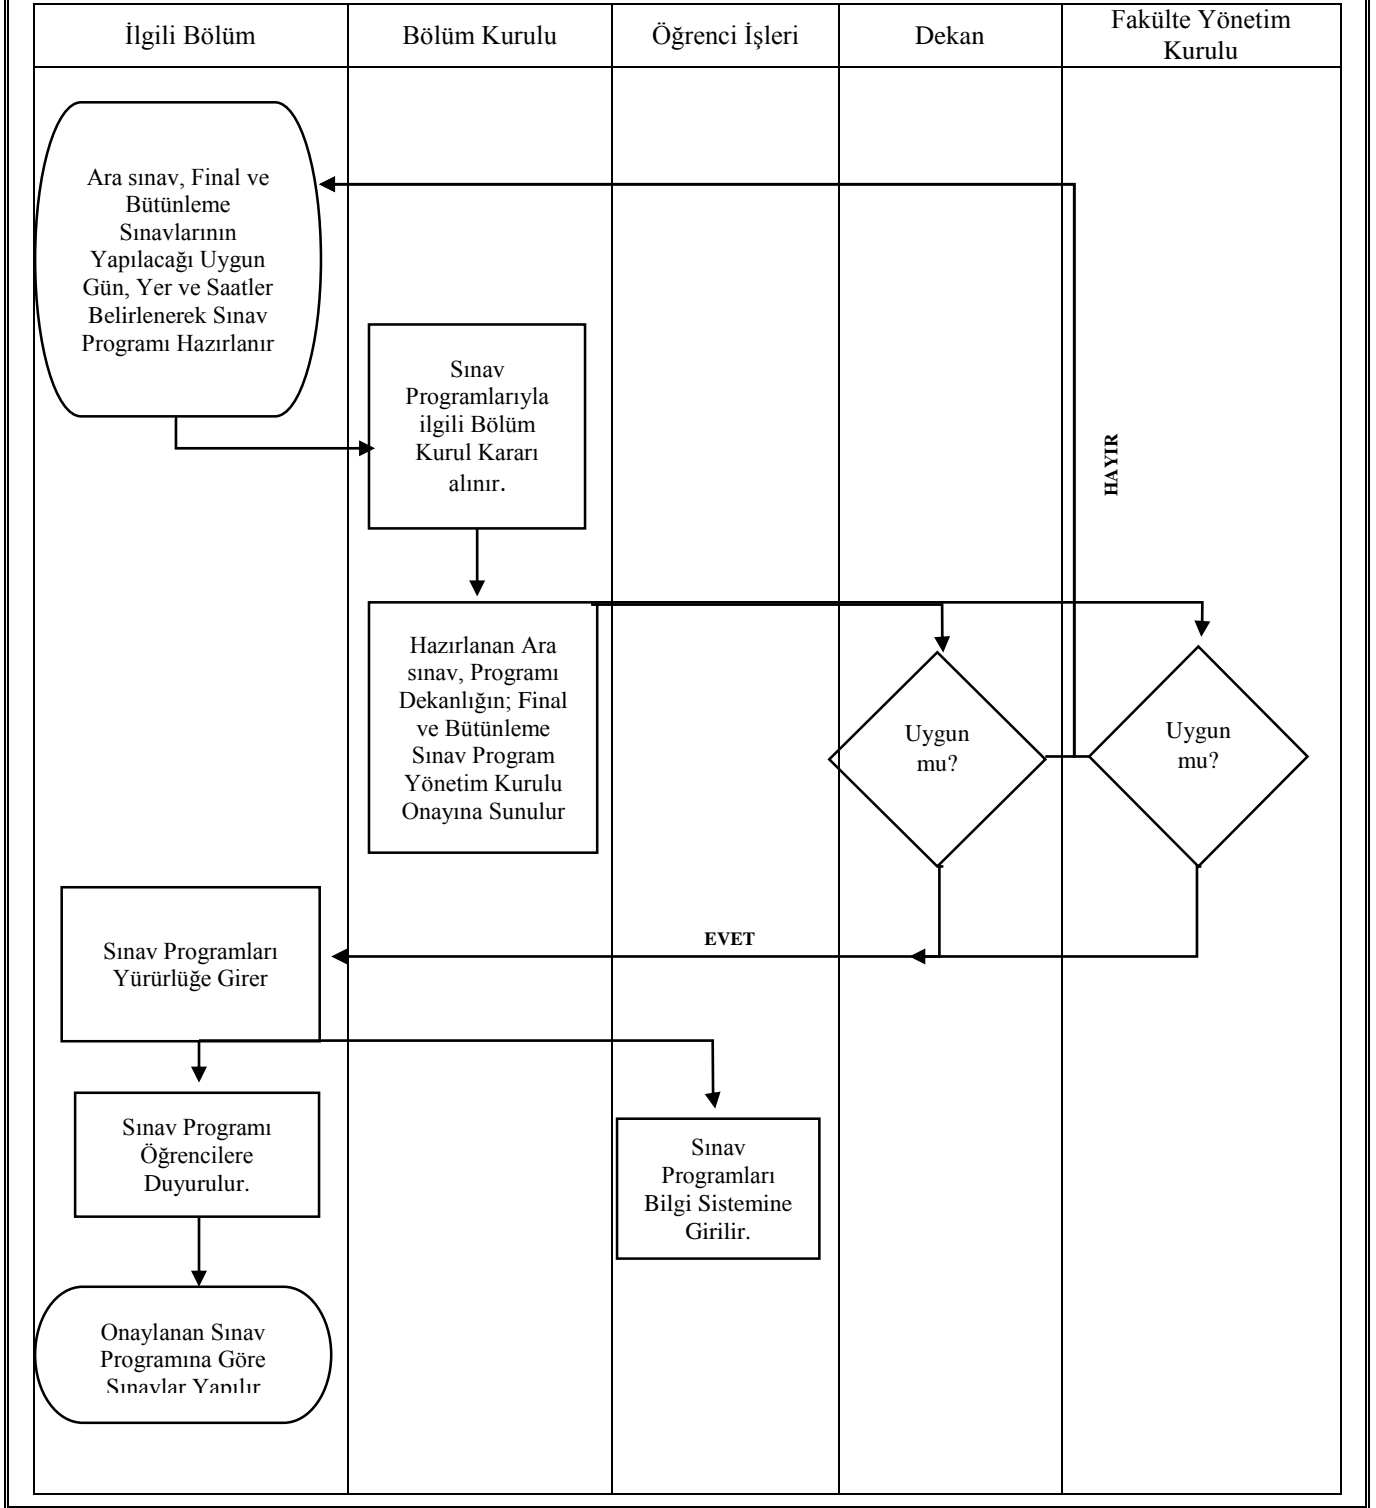 İlgili Bölüm
Bölüm Kurulu
Öğrenci İşleri
Dekan
Fakülte Yönetim
Kurulu
Ara sınav, Final ve
Bütünleme
Sınavlarının
Yapılacağı Uygun
Gün, Yer ve Saatler
Belirlenerek Sınav
Programı Hazırlanır
Sınav
Programlarıyla
ilgili Bölüm
Kurul Kararı
alınır.
HAYIR
Hazırlanan Ara
sınav, Programı
Dekanlığın; Final
ve Bütünleme
Sınav Program
Yönetim Kurulu
Onayına Sunulur
Uygun
mu?
Uygun
mu?
EVET
Sınav Programları
Yürürlüğe Girer
Sınav Programı
Öğrencilere
Duyurulur.
Sınav
Programları
Bilgi Sistemine
Girilir.
Onaylanan Sınav
Programına Göre
Sınavlar Yapılır